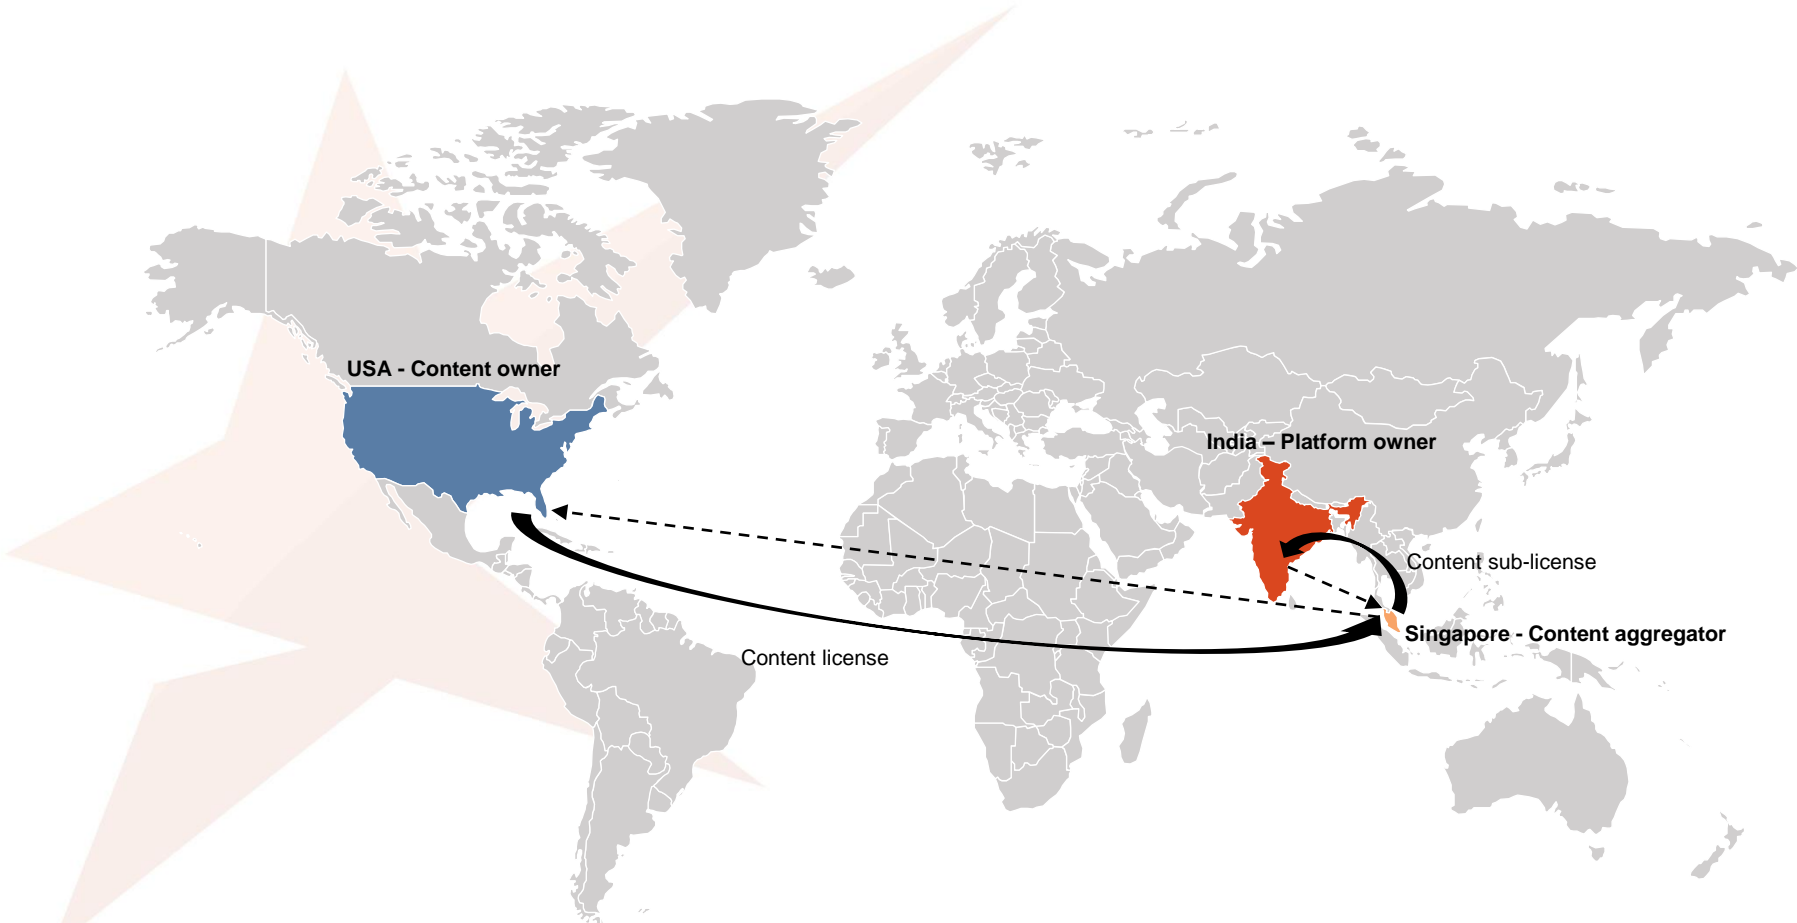 USA - Content owner
India – Platform owner
Content sub-license
Singapore - Content aggregator
Content license